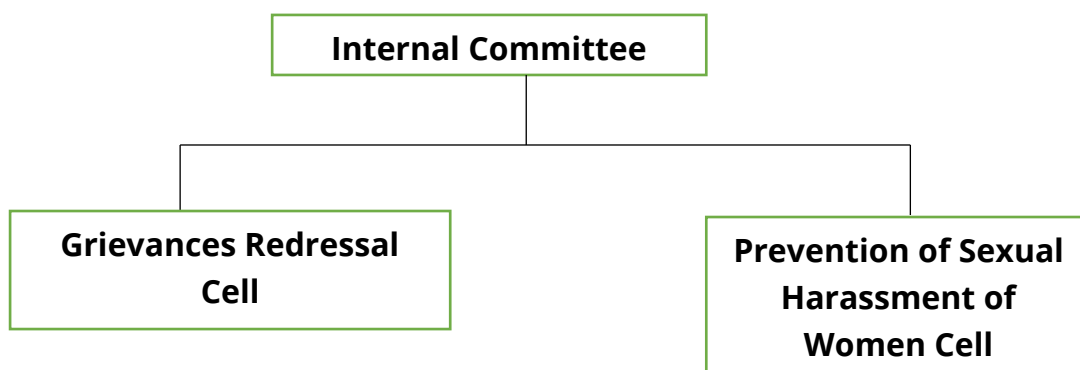 Internal Committee
Grievances Redressal
Cell
Prevention of Sexual
Harassment of
Women Cell